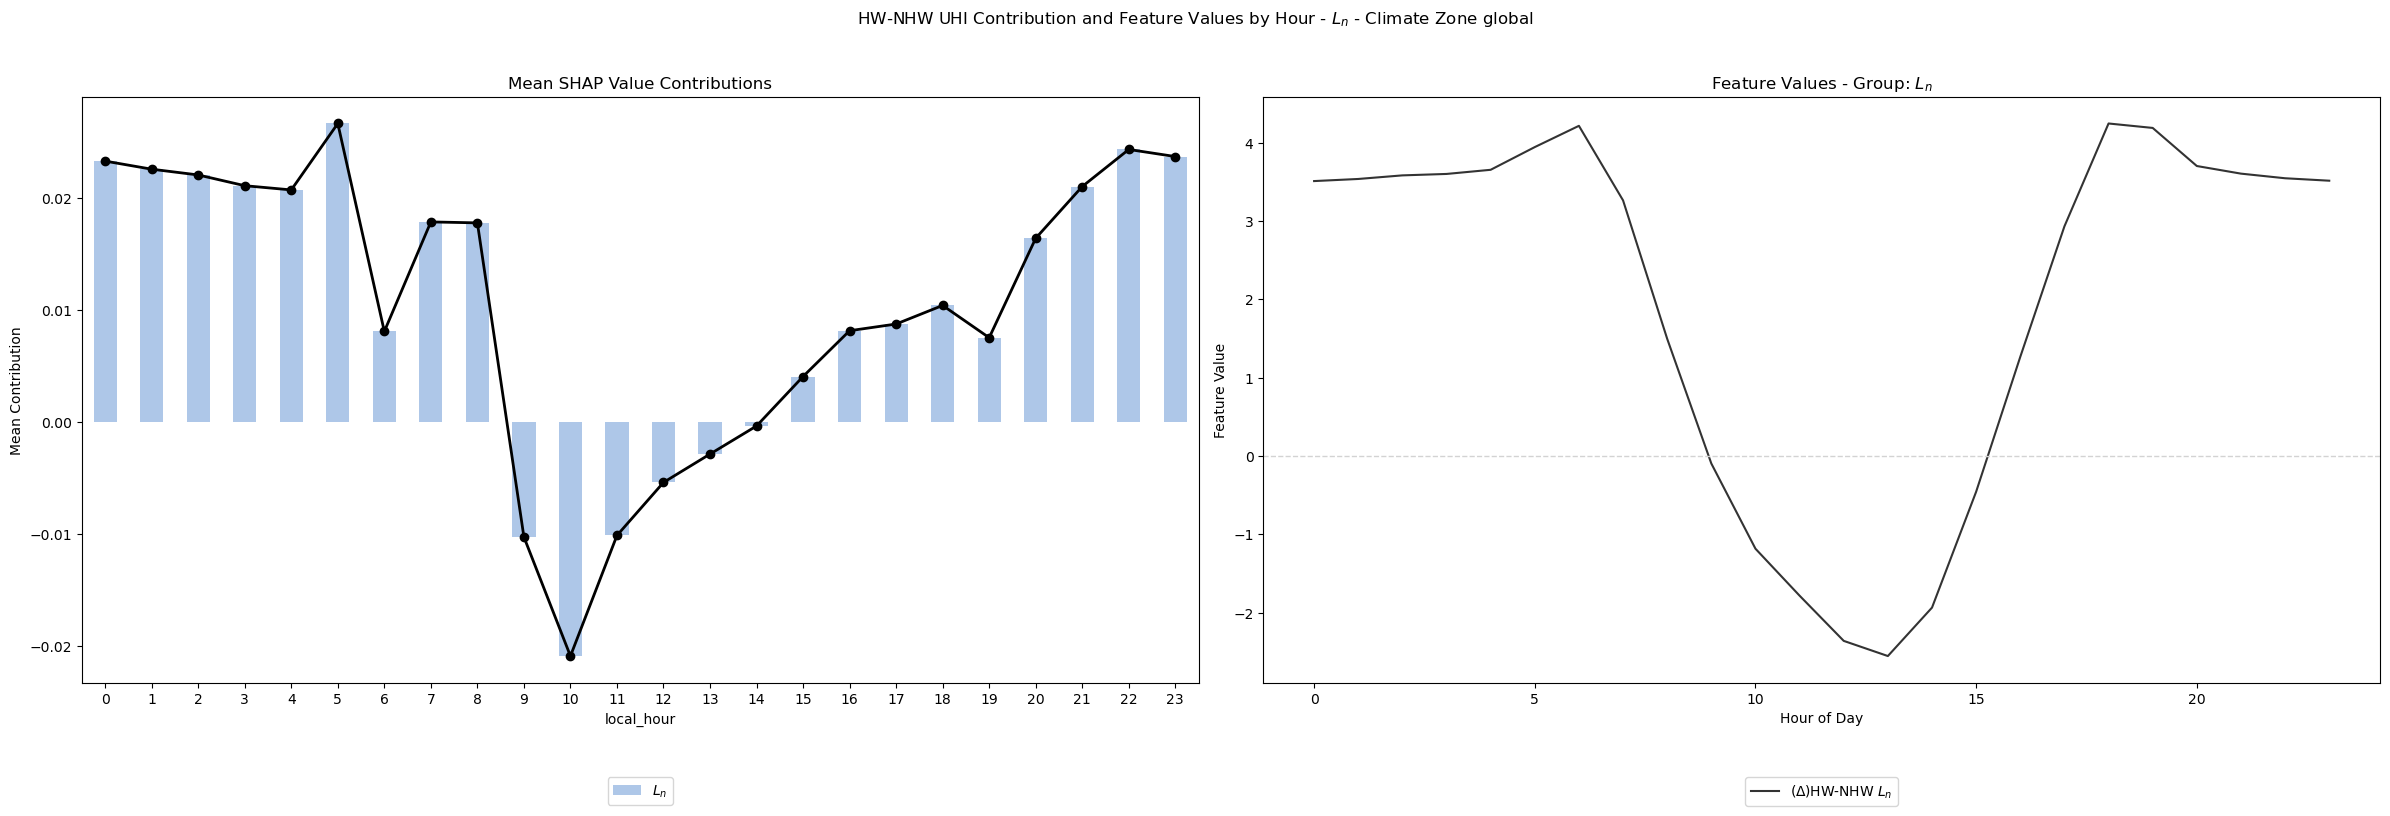 HW-NHW UHI Contribution and Feature Values by Hour - Lₙ - Climate Zone global
Mean SHAP Value Contributions
Mean Contribution
0.02
0.01
0.00
−0.01
−0.02
0 1 2 3 4 5 6 7 8 9 10 11 12 13 14 15 16 17 18 19 20 21 22 23
local_hour
Lₙ
Feature Values - Group: Lₙ
Feature Value
4
3
2
1
0
−1
−2
0 5 10 15 20
Hour of Day
(Δ)HW-NHW Lₙ